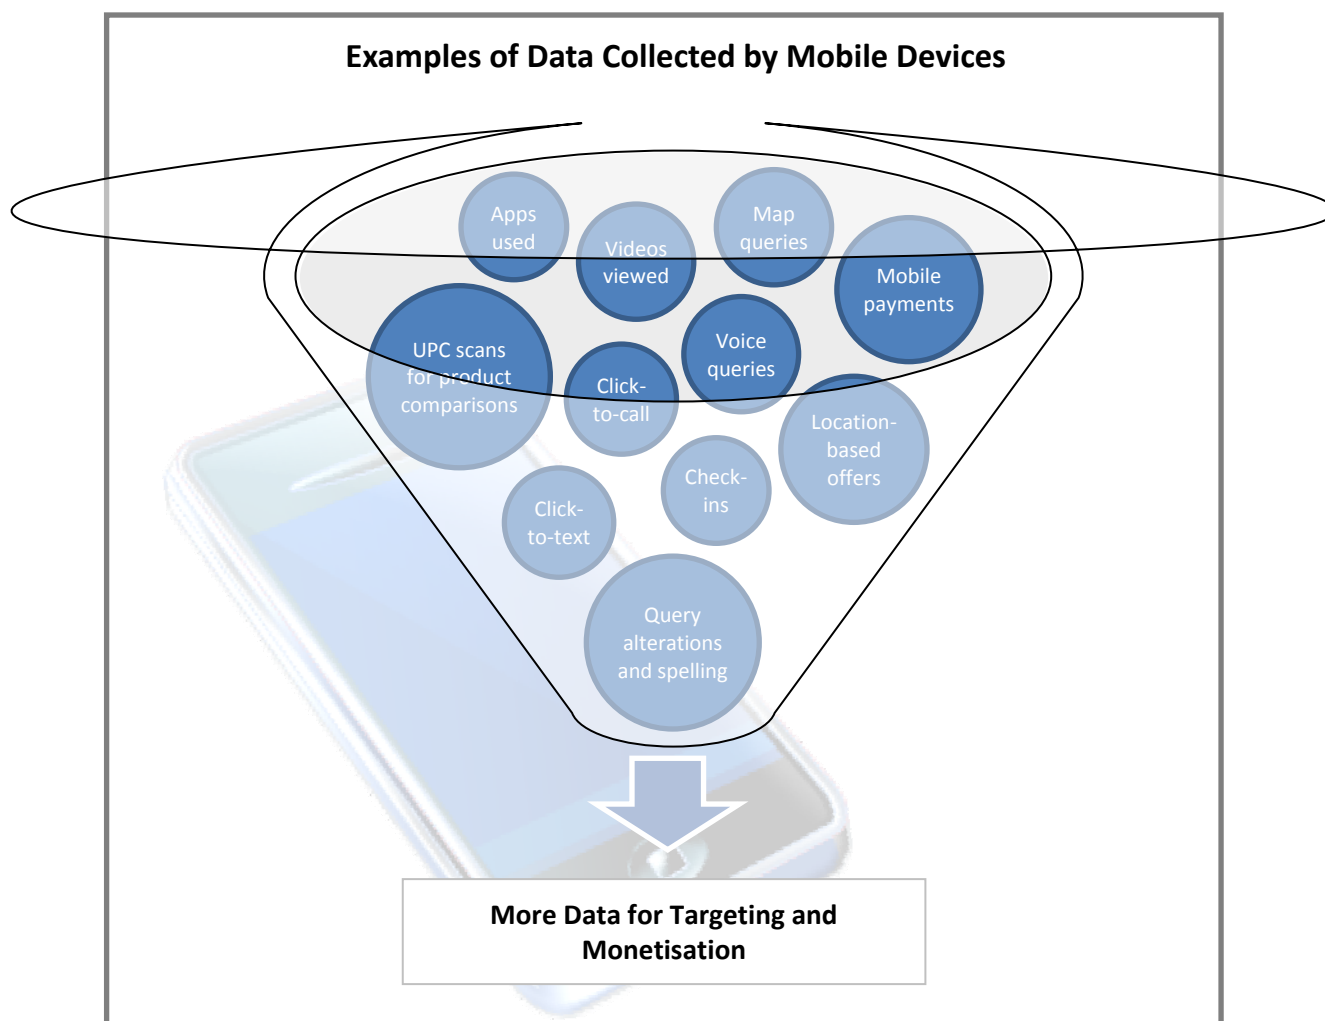 Examples of Data Collected by Mobile Devices
Apps
used
Videos
viewed
Map
queries
Mobile
payments
UPC scans
for product
comparisons
Click-
to-call
Voice
queries
Location-
based
offers
Click-
to-text
Check-
ins
Query
alterations
and spelling
More Data for Targeting and
Monetisation